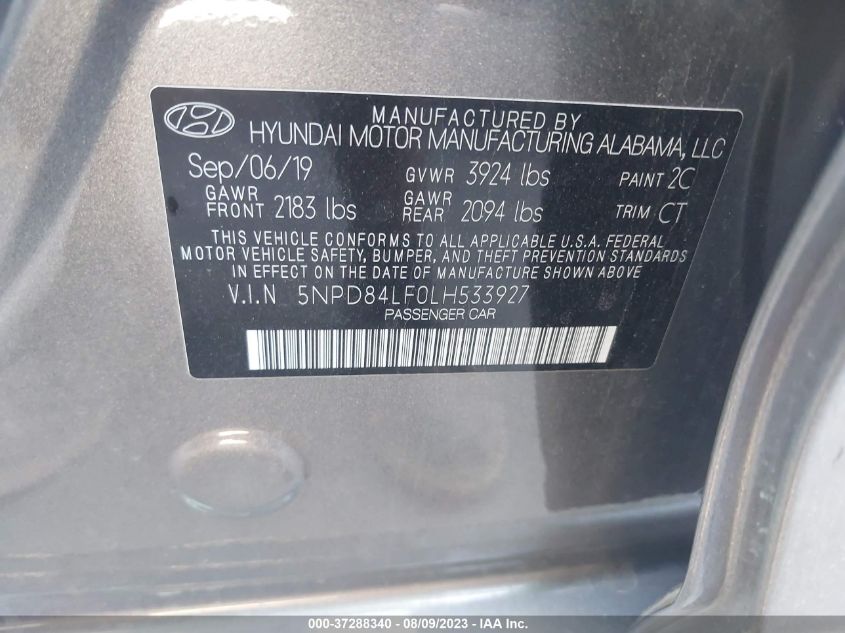 MANUFACTURED BY
HYUNDAI MOTOR MANUFACTURING ALABAMA, LLC
Sep/06/19 GVWR 3924 lbs PAINT 2C
GAWR FRONT 2183 lbs GAWR REAR 2094 lbs TRIM CT
THIS VEHICLE CONFORMS TO ALL APPLICABLE U.S.A. FEDERAL
MOTOR VEHICLE SAFETY, BUMPER, AND THEFT PREVENTION STANDARDS
IN EFFECT ON THE DATE OF MANUFACTURE SHOWN ABOVE
V.I.N 5NPD84LF0LH533927
PASSENGER CAR
000-37288340 - 08/09/2023 - IAA Inc.